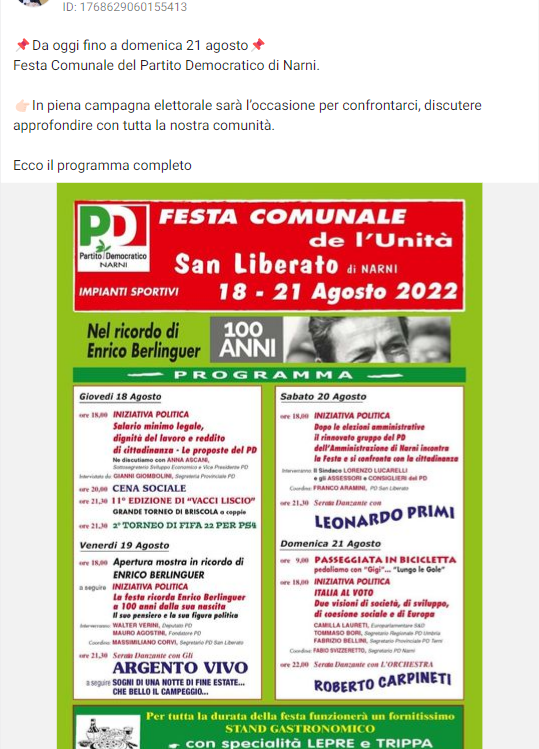 ID: 1768629060155413
📌Da oggi fino a domenica 21 agosto📌
Festa Comunale del Partito Democratico di Narni.
👉🏻In piena campagna elettorale sarà l'occasione per confrontarci, discutere
approfondire con tutta la nostra comunità.
Ecco il programma completo
PD
Partito Democratico
NARNI
FESTA COMUNALE
de l'Unità
San Liberato di NARNI
IMPIANTI SPORTIVI 18 - 21 Agosto 2022
Nel ricordo di
Enrico Berlinguer
100
ANNI
PROGRAMMA
Giovedì 18 Agosto
ore 18,00 INIZIATIVA POLITICA
Salario minimo legale,
dignità del lavoro e reddito
di cittadinanza - Le proposte del PD
Ne discutiamo con ANNA ASCANI,
Sottosegretario Sviluppo Economico e Vice Presidente PD
Intervistato da: GIANNI GIOMBOLINI, Segreteria Provinciale PD
ore 20,00 CENA SOCIALE
ore 21,30 11° EDIZIONE DI "VACCI LISCIO"
GRANDE TORNEO DI BRISCOLA a coppie
ore 21,30 2° TORNEO DI FIFA 22 PER PS4
Venerdì 19 Agosto
ore 18,00 Apertura mostra in ricordo di
ENRICO BERLINGUER
a seguire INIZIATIVA POLITICA
La festa ricorda Enrico Berlinguer
a 100 anni dalla sua nascita
Il suo pensiero e la sua figura politica
Interverranno: WALTER VERINI, Deputato PD
MAURO AGOSTINI, Fondatore PD
Coordina: MASSIMILIANO CORVI, Segretario PD San Liberato
ore 21,30 Serata Danzante con Gli
ARGENTO VIVO
a seguire SOGNI DI UNA NOTTE DI FINE ESTATE...
CHE BELLO IL CAMPEGGIO...
Sabato 20 Agosto
ore 18,00 INIZIATIVA POLITICA
Dopo le elezioni amministrative
il rinnovato gruppo del PD
dell'Amministrazione di Narni incontra
la Festa e si confronta con la cittadinanza
Interverranno: Il Sindaco LORENZO LUCARELLI
e gli ASSESSORI e CONSIGLIERI del PD
Coordina: FRANCO ARAMINI, PD San Liberato
ore 21,30 Serata Danzante con
LEONARDO PRIMI
Domenica 21 Agosto
ore 9,00 PASSEGGIATA IN BICICLETTA
pedaliamo con "Gigi"... "Lungo le Gole"
ore 18,00 INIZIATIVA POLITICA
ITALIA AL VOTO
Due visioni di società, di sviluppo,
di coesione sociale e di Europa
CAMILLA LAURETI, Europarlamentare S&D
TOMMASO BORI, Segretario Regionale PD Umbria
FABRIZIO BELLINI, Segretario Provinciale PD Terni
Coordina: FABIO SVIZZERETTO, Segretario PD Narni
ore 22,00 Serata Danzante con L'ORCHESTRA
ROBERTO CARPINETI
Per tutta la durata della festa funzionerà un fornitissimo
STAND GASTRONOMICO
con specialità LEPRE e TRIPPA